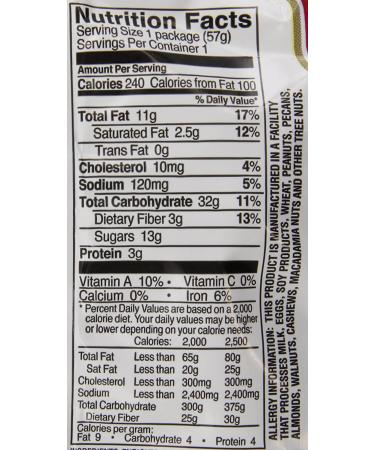 Nutrition Facts
Serving Size 1 package (57g)
Servings Per Container 1
Amount Per Serving
Calories 240 Calories from Fat 100
% Daily Value*
Total Fat 11g 17%
Saturated Fat 2.5g 12%
Trans Fat 0g
Cholesterol 10mg 4%
Sodium 120mg 5%
Total Carbohydrate 32g 11%
Dietary Fiber 3g 13%
Sugars 13g
Protein 3g
Vitamin A 10% • Vitamin C 0%
Calcium 0% • Iron 6%
*Percent Daily Values are based on a 2,000
calorie diet. Your daily values may be higher
or lower depending on your calorie needs:
Calories: 2,000 2,500
Total Fat Less than 65g 80g
Sat Fat Less than 20g 25g
Cholesterol Less than 300mg 300mg
Sodium Less than 2,400mg 2,400mg
Total Carbohydrate 300g 375g
Dietary Fiber 25g 30g
Calories per gram:
Fat 9 • Carbohydrate 4 • Protein 4
ALLERGY INFORMATION: THIS PRODUCT IS MANUFACTURED IN A FACILITY
THAT PROCESSES MILK, EGGS, SOY PRODUCTS, WHEAT, PEANUTS, PECANS,
ALMONDS, WALNUTS, CASHEWS, MACADAMIA NUTS AND OTHER TREE NUTS.